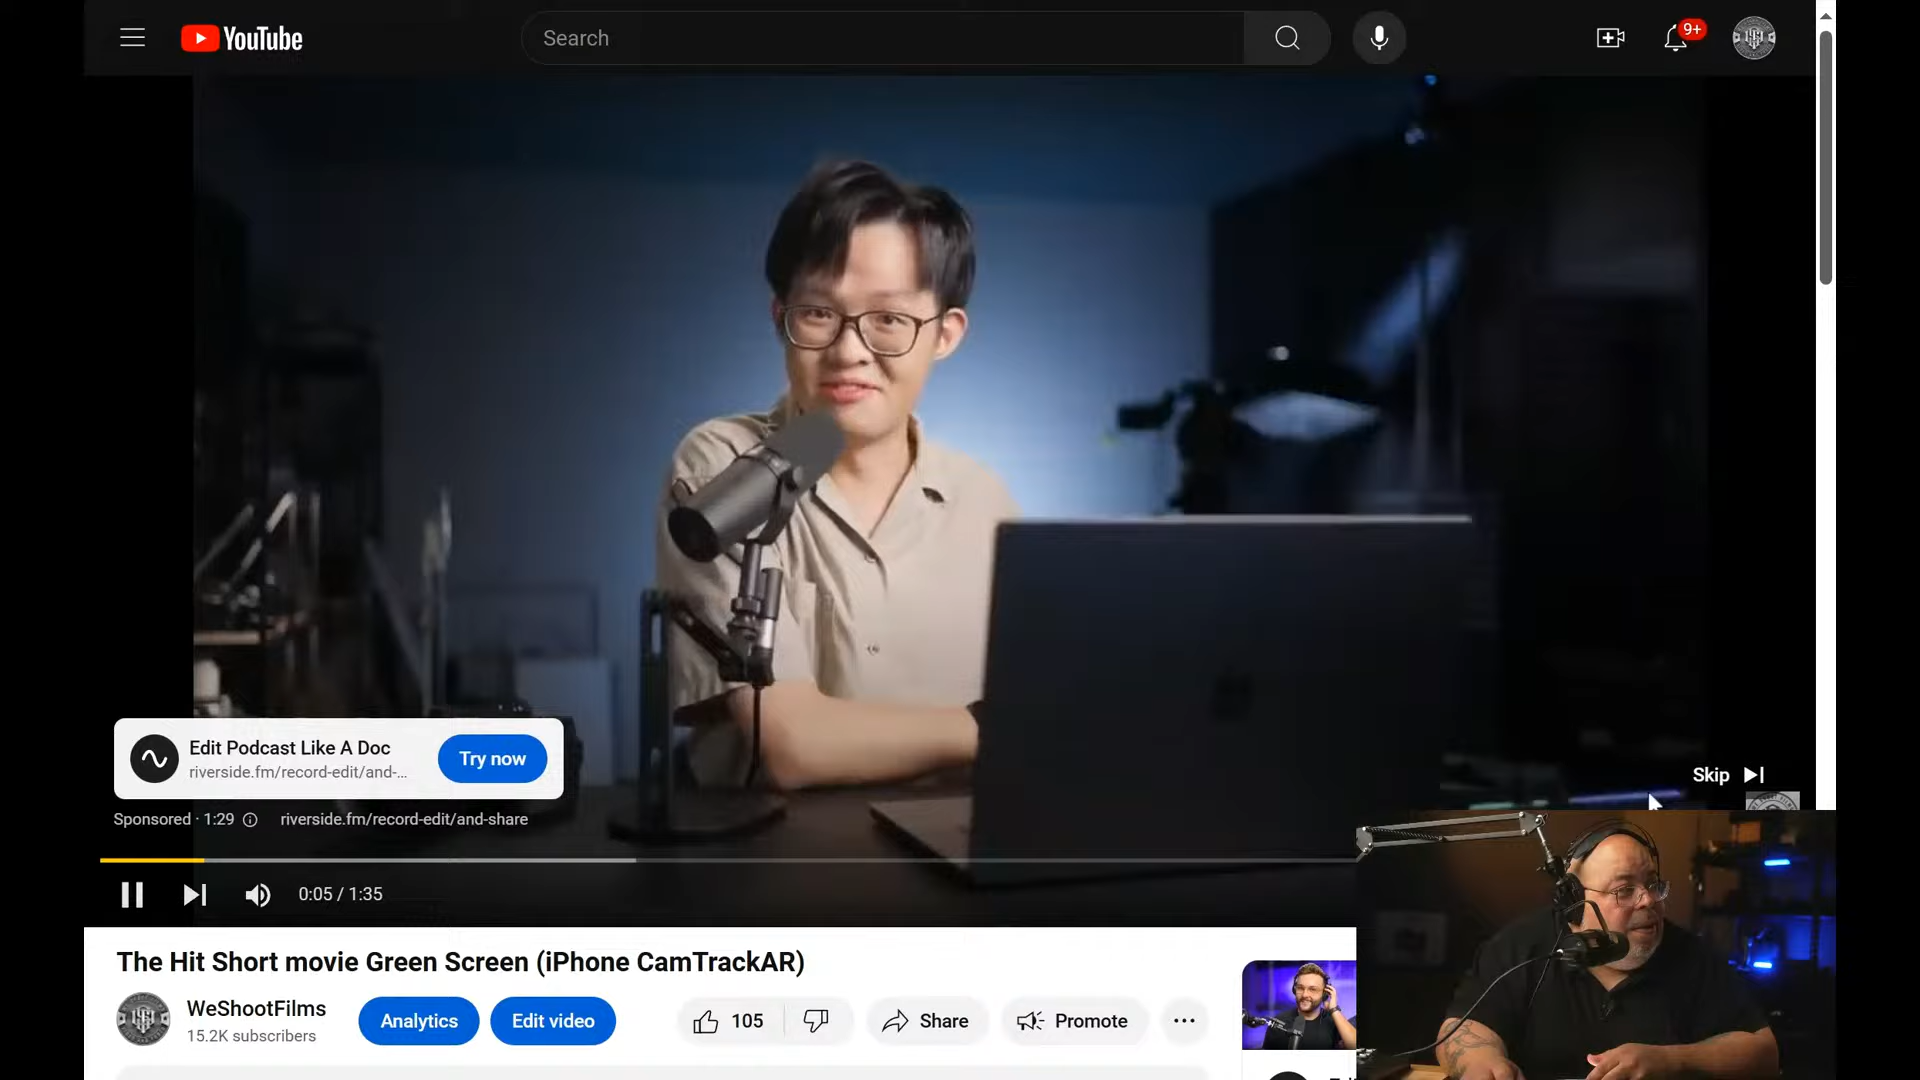 YouTube
Search
9+
Edit Podcast Like A Doc
riverside.fm/record-edit/and-...
Try now
Skip
Sponsored · 1:29
riverside.fm/record-edit/and-share
0:05 / 1:35
The Hit Short movie Green Screen (iPhone CamTrackAR)
WeShootFilms
15.2K subscribers
Analytics
Edit video
105
Share
Promote